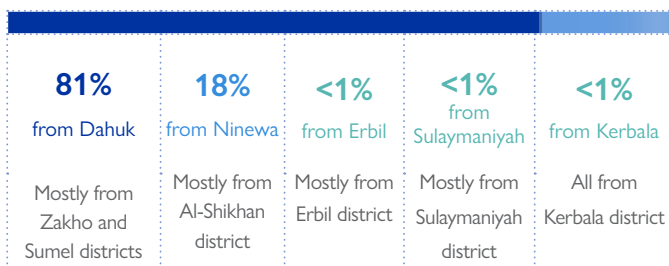 81%
from Dahuk
Mostly from
Zakho and
Sumel districts
18%
from Ninewa
Mostly from
Al-Shikhan
district
<1%
from Erbil
Mostly from
Erbil district
<1%
from
Sulaymaniyah
Mostly from
Sulaymaniyah
district
<1%
from Kerbala
All from
Kerbala district